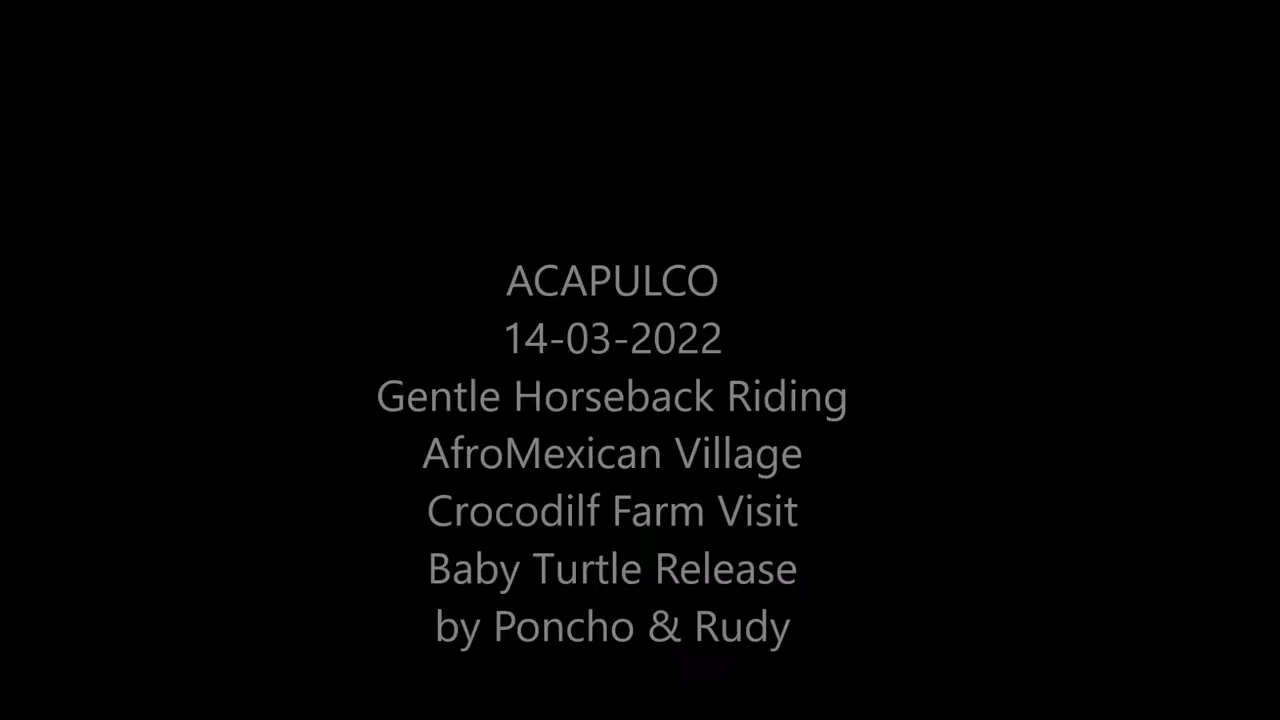 ACAPULCO
14-03-2022
Gentle Horseback Riding
AfroMexican Village
Crocodilf Farm Visit
Baby Turtle Release
by Poncho & Rudy